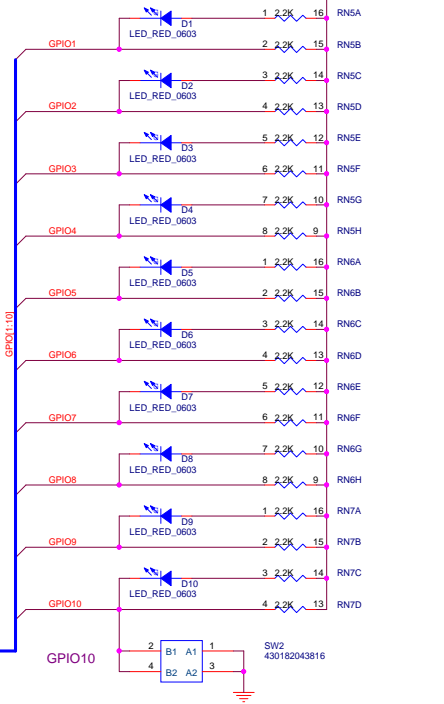 1 2.2K 16 RN5A
D1
LED_RED_0603
GPIO1 2 2.2K 15 RN5B
3 2.2K 14 RN5C
D2
LED_RED_0603
GPIO2 4 2.2K 13 RN5D
5 2.2K 12 RN5E
D3
LED_RED_0603
GPIO3 6 2.2K 11 RN5F
7 2.2K 10 RN5G
D4
LED_RED_0603
GPIO4 8 2.2K 9 RN5H
1 2.2K 16 RN6A
D5
LED_RED_0603
GPIO5 2 2.2K 15 RN6B
GPIO[1:10]
3 2.2K 14 RN6C
D6
LED_RED_0603
GPIO6 4 2.2K 13 RN6D
5 2.2K 12 RN6E
D7
LED_RED_0603
GPIO7 6 2.2K 11 RN6F
7 2.2K 10 RN6G
D8
LED_RED_0603
GPIO8 8 2.2K 9 RN6H
1 2.2K 16 RN7A
D9
LED_RED_0603
GPIO9 2 2.2K 15 RN7B
3 2.2K 14 RN7C
D10
LED_RED_0603
GPIO10 4 2.2K 13 RN7D
GPIO10
2 B1 A1 1
4 B2 A2 3
SW2
430182043816